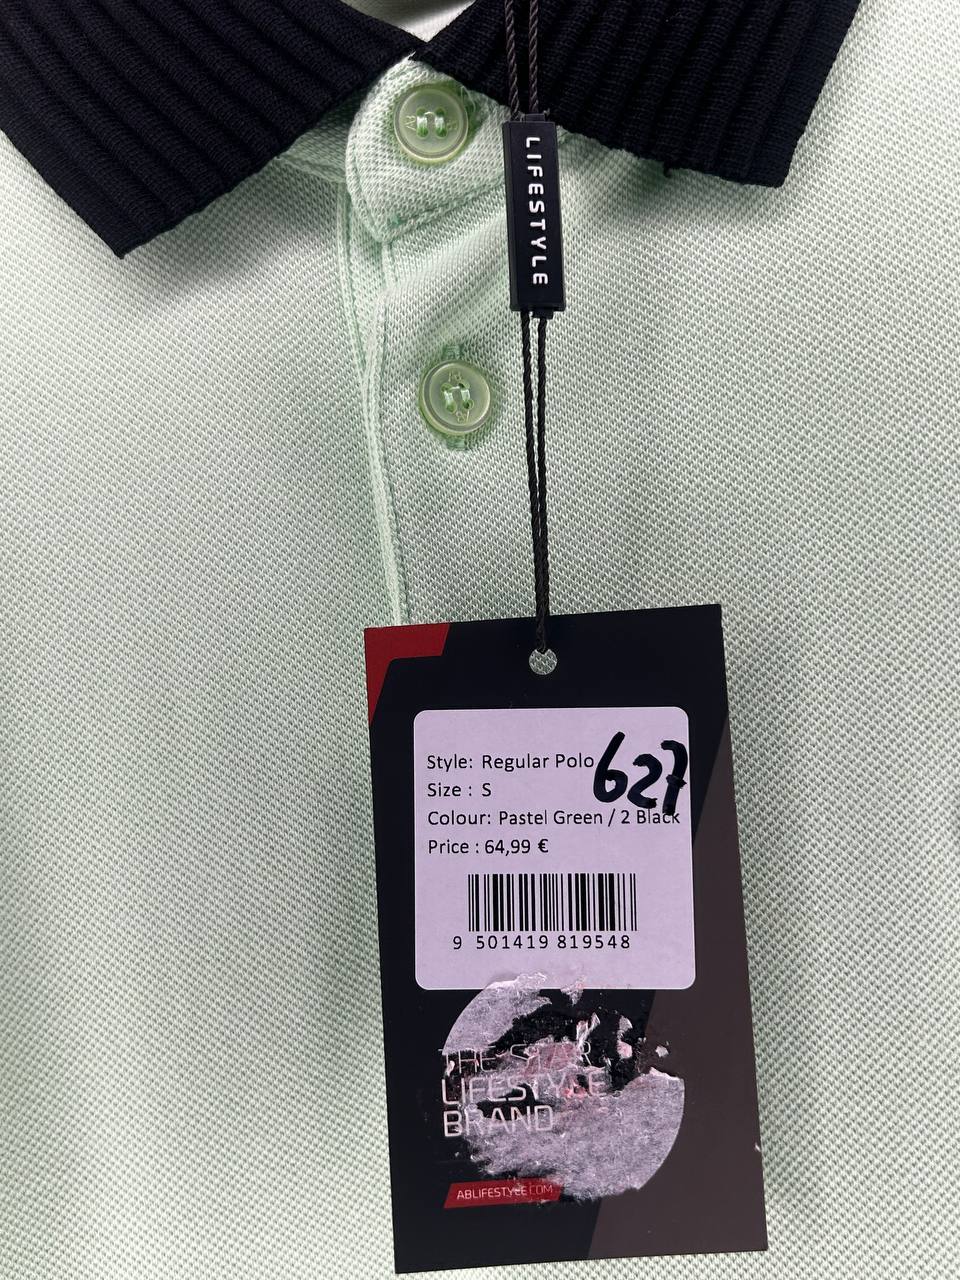 LIFESTYLE
Style: Regular Polo
627
Size : S
Colour: Pastel Green / 2 Black
Price : 64,99 €
9 501419 819548
THE
LIFESTYLE
BRAND
ABLIFESTYLE.COM